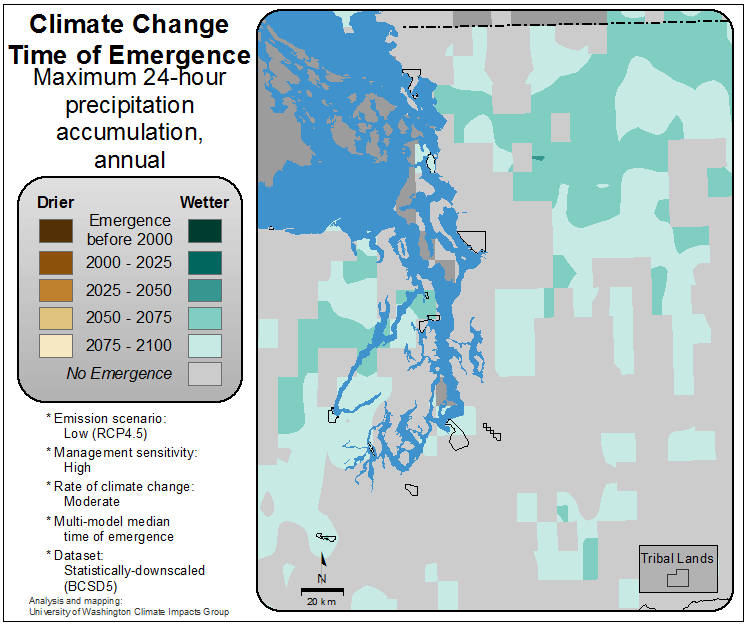 Climate Change
Time of Emergence
Maximum 24-hour
precipitation
accumulation,
annual
Drier Wetter
Emergence
before 2000
2000 - 2025
2025 - 2050
2050 - 2075
2075 - 2100
No Emergence
* Emission scenario:
Low (RCP4.5)
* Management sensitivity:
High
* Rate of climate change:
Moderate
* Multi-model median
time of emergence
* Dataset:
Statistically-downscaled
(BCSD5)
Analysis and mapping:
University of Washington Climate Impacts Group
N
20 km
Tribal Lands